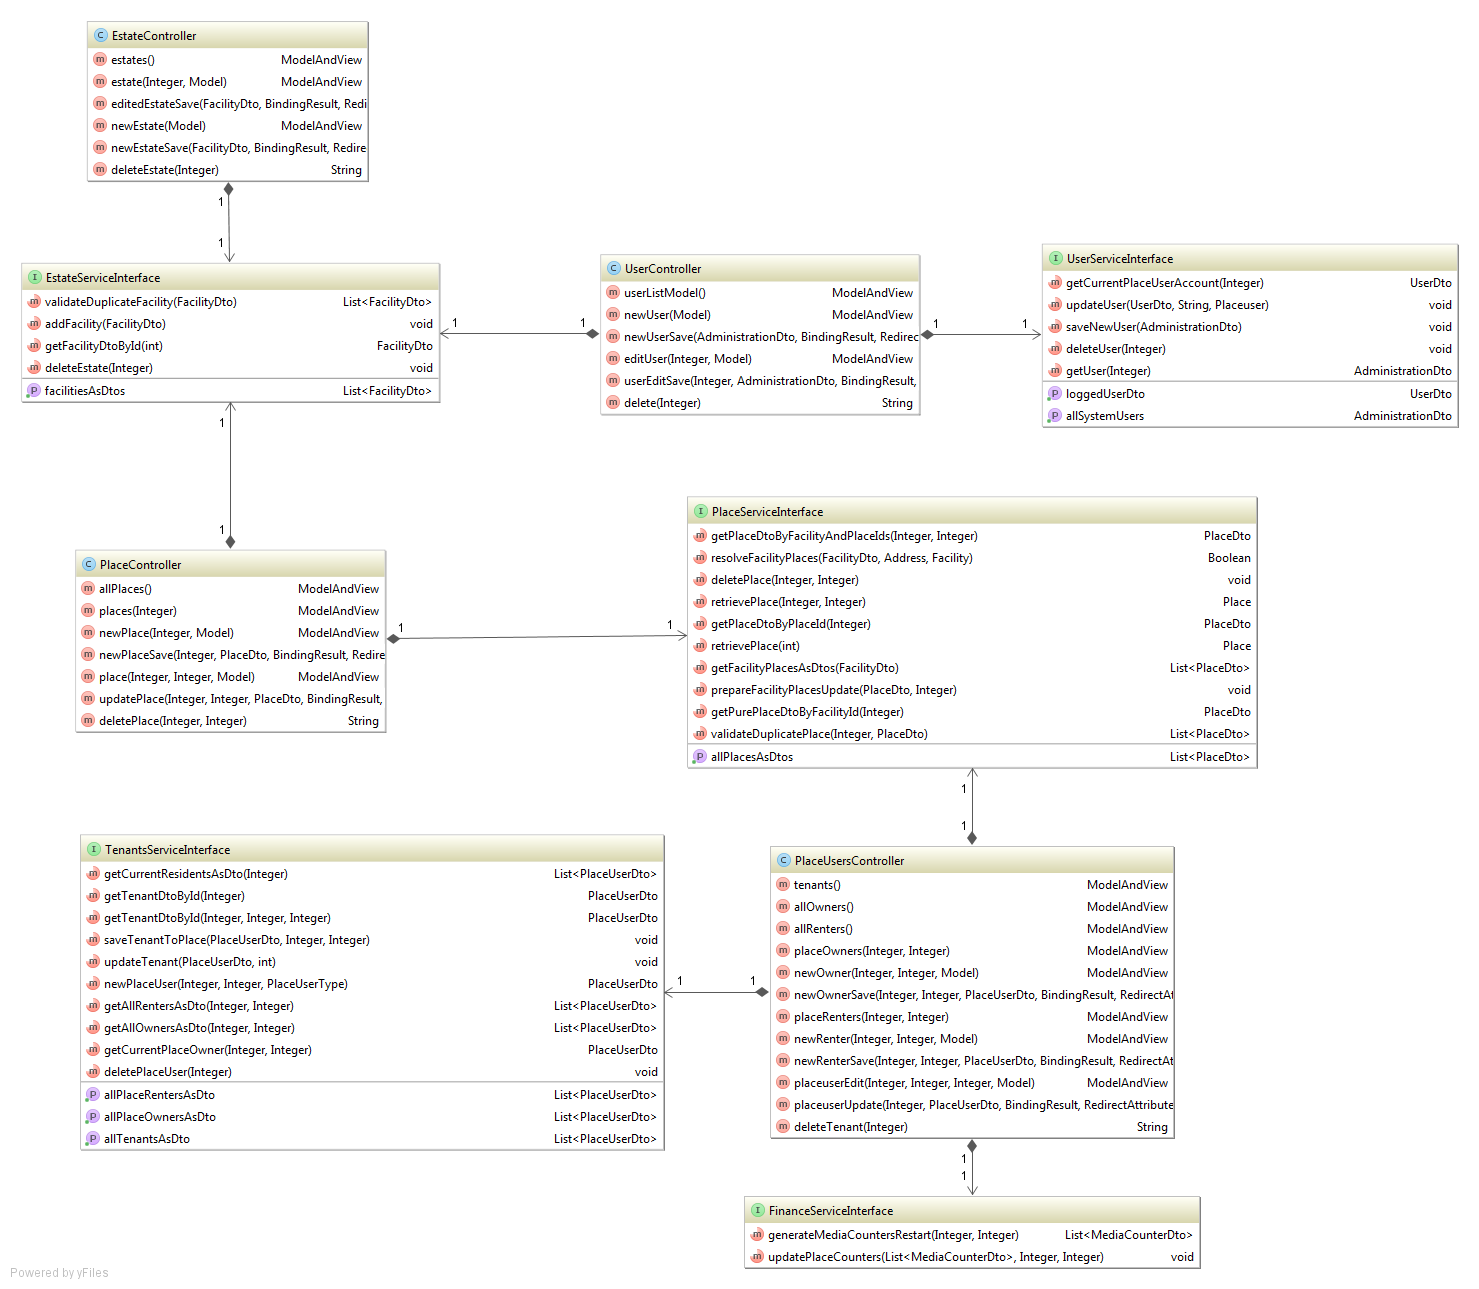 EstateController
estates() ModelAndView
estate(Integer, Model) ModelAndView
editedEstateSave(FacilityDto, BindingResult, Redi
newEstate(Model) ModelAndView
newEstateSave(FacilityDto, BindingResult, Redire
deleteEstate(Integer) String
1
1
EstateServiceInterface
validateDuplicateFacility(FacilityDto) List<FacilityDto>
addFacility(FacilityDto) void
getFacilityDtoById(int) FacilityDto
deleteEstate(Integer) void
facilitiesAsDtos List<FacilityDto>
1 1
UserController
userListModel() ModelAndView
newUser(Model) ModelAndView
newUserSave(AdministrationDto, BindingResult, Redirec
editUser(Integer, Model) ModelAndView
userEditSave(Integer, AdministrationDto, BindingResult,
delete(Integer) String
1 1
UserServiceInterface
getCurrentPlaceUserAccount(Integer) UserDto
updateUser(UserDto, String, Placeuser) void
saveNewUser(AdministrationDto) void
deleteUser(Integer) void
getUser(Integer) AdministrationDto
loggedUserDto UserDto
allSystemUsers AdministrationDto
1
1
PlaceController
allPlaces() ModelAndView
places(Integer) ModelAndView
newPlace(Integer, Model) ModelAndView
newPlaceSave(Integer, PlaceDto, BindingResult, Redire
place(Integer, Integer, Model) ModelAndView
updatePlace(Integer, Integer, PlaceDto, BindingResult,
deletePlace(Integer, Integer) String
1 1
PlaceServiceInterface
getPlaceDtoByFacilityAndPlaceIds(Integer, Integer) PlaceDto
resolveFacilityPlaces(FacilityDto, Address, Facility) Boolean
deletePlace(Integer, Integer) void
retrievePlace(Integer, Integer) Place
getPlaceDtoByPlaceId(Integer) PlaceDto
retrievePlace(int) Place
getFacilityPlacesAsDtos(FacilityDto) List<PlaceDto>
prepareFacilityPlacesUpdate(PlaceDto, Integer) void
getPurePlaceDtoByFacilityId(Integer) PlaceDto
validateDuplicatePlace(Integer, PlaceDto) List<PlaceDto>
allPlacesAsDtos List<PlaceDto>
1
1
TenantsServiceInterface
getCurrentResidentsAsDto(Integer) List<PlaceUserDto>
getTenantDtoById(Integer) PlaceUserDto
getTenantDtoById(Integer, Integer, Integer) PlaceUserDto
saveTenantToPlace(PlaceUserDto, Integer, Integer) void
updateTenant(PlaceUserDto, int) void
newPlaceUser(Integer, Integer, PlaceUserType) PlaceUserDto
getAllRentersAsDto(Integer, Integer) List<PlaceUserDto>
getAllOwnersAsDto(Integer, Integer) List<PlaceUserDto>
getCurrentPlaceOwner(Integer, Integer) PlaceUserDto
deletePlaceUser(Integer) void
allPlaceRentersAsDto List<PlaceUserDto>
allPlaceOwnersAsDto List<PlaceUserDto>
allTenantsAsDto List<PlaceUserDto>
1 1
PlaceUsersController
tenants() ModelAndView
allOwners() ModelAndView
allRenters() ModelAndView
placeOwners(Integer, Integer) ModelAndView
newOwner(Integer, Integer, Model) ModelAndView
newOwnerSave(Integer, Integer, PlaceUserDto, BindingResult, RedirectAt
placeRenters(Integer, Integer) ModelAndView
newRenter(Integer, Integer, Model) ModelAndView
newRenterSave(Integer, Integer, PlaceUserDto, BindingResult, RedirectAt
placeuserEdit(Integer, Integer, Integer, Model) ModelAndView
placeuserUpdate(Integer, PlaceUserDto, BindingResult, RedirectAttribute
deleteTenant(Integer) String
1
1
FinanceServiceInterface
generateMediaCountersRestart(Integer, Integer) List<MediaCounterDto>
updatePlaceCounters(List<MediaCounterDto>, Integer, Integer) void
Powered by yFiles